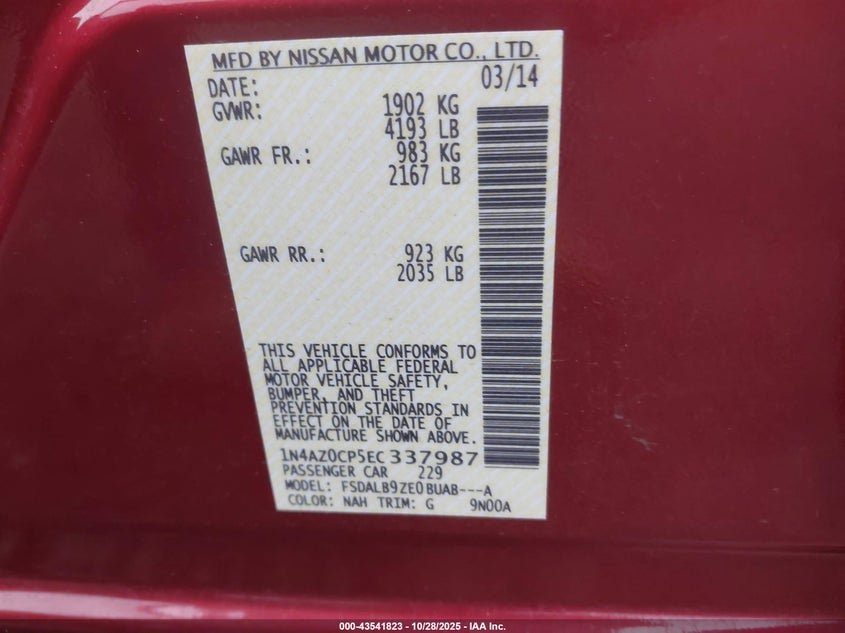 MFD BY NISSAN MOTOR CO., LTD.
DATE: 03/14
GVWR: 1902 KG
4193 LB
GAWR FR.: 983 KG
2167 LB
GAWR RR.: 923 KG
2035 LB
THIS VEHICLE CONFORMS TO
ALL APPLICABLE FEDERAL
MOTOR VEHICLE SAFETY,
BUMPER, AND THEFT
PREVENTION STANDARDS IN
EFFECT ON THE DATE OF
MANUFACTURE SHOWN ABOVE.
1N4AZ0CP5EC337987
PASSENGER CAR 229
MODEL: FSDALB9ZE0BUAB---A
COLOR: NAH TRIM: G 9N00A
000-43541823 | 10/28/2025 - IAA Inc.